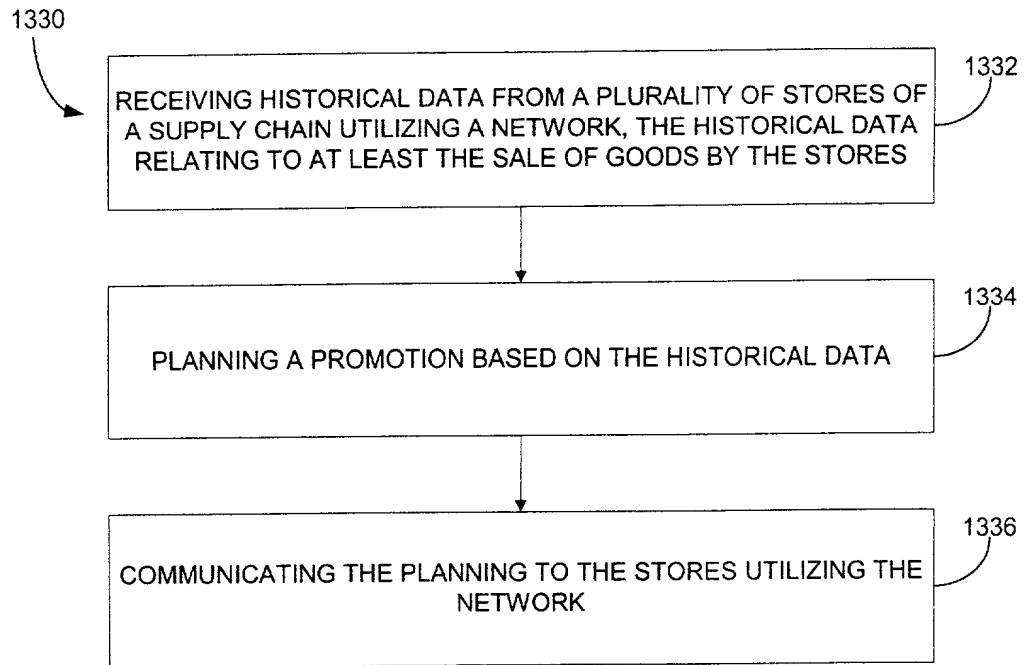 1330
1332
RECEIVING HISTORICAL DATA FROM A PLURALITY OF STORES OF
A SUPPLY CHAIN UTILIZING A NETWORK, THE HISTORICAL DATA
RELATING TO AT LEAST THE SALE OF GOODS BY THE STORES
1334
PLANNING A PROMOTION BASED ON THE HISTORICAL DATA
1336
COMMUNICATING THE PLANNING TO THE STORES UTILIZING THE
NETWORK